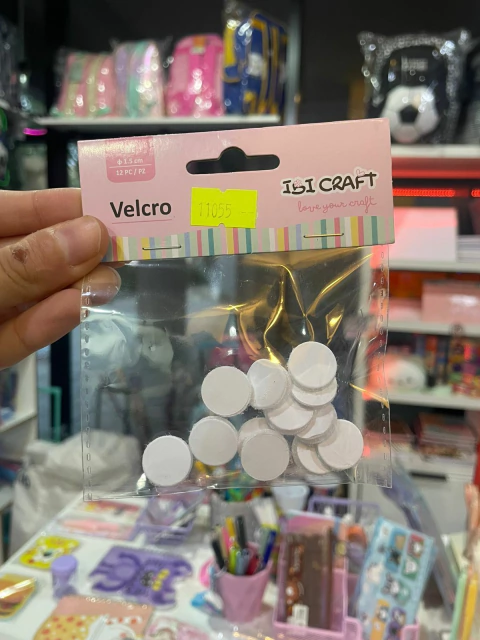 φ 1.5 cm
12 PC / PZ
Velcro
11055
IBI CRAFT
love your craft